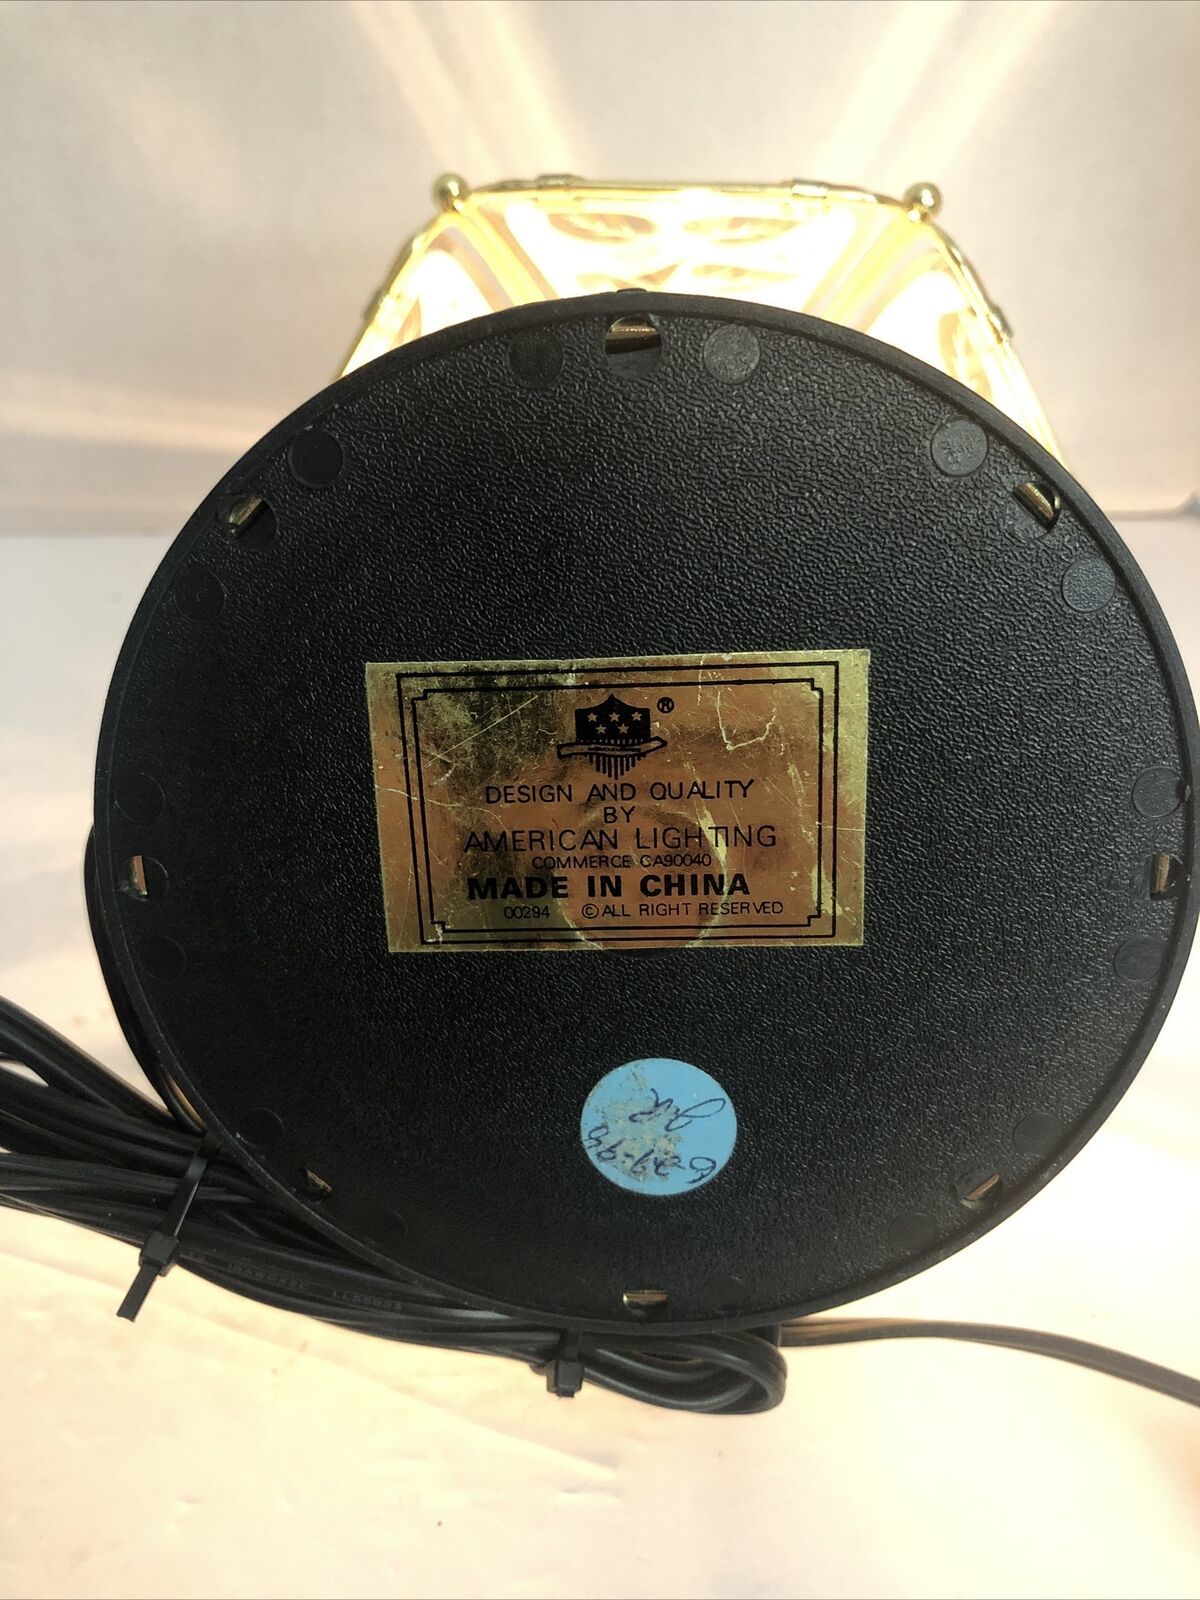 ®
DESIGN AND QUALITY
BY
AMERICAN LIGHTING
COMMERCE CA90040
MADE IN CHINA
00294 © ALL RIGHT RESERVED